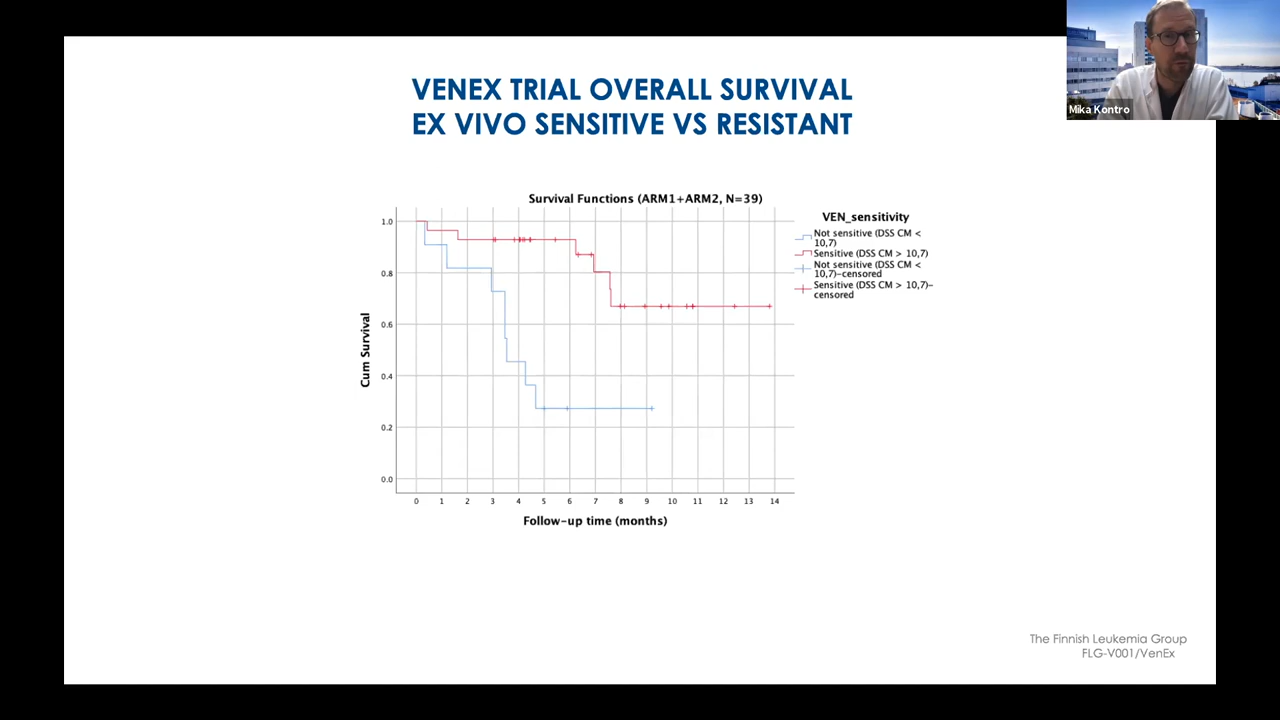 VENEX TRIAL OVERALL SURVIVAL
EX VIVO SENSITIVE VS RESISTANT
Mika Kontro
Survival Functions (ARM1+ARM2, N=39)
VEN_sensitivity
Not sensitive (DSS CM <
10,7)
Sensitive (DSS CM > 10,7)
Not sensitive (DSS CM <
10,7)-censored
Sensitive (DSS CM > 10,7)-
censored
Cum Survival
1.0
0.8
0.6
0.4
0.2
0.0
0 1 2 3 4 5 6 7 8 9 10 11 12 13 14
Follow-up time (months)
The Finnish Leukemia Group
FLG-V001/VenEx